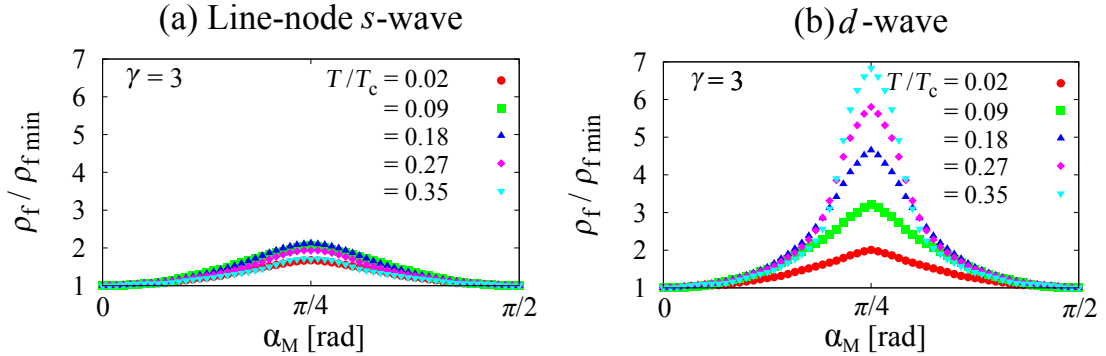 (a) Line-node s-wave
7
6
5
4
3
2
1
ρf / ρf min
γ = 3
T/Tc = 0.02
= 0.09
= 0.18
= 0.27
= 0.35
0
π/4
π/2
αM [rad]
(b) d-wave
7
6
5
4
3
2
1
ρf / ρf min
γ = 3
T/Tc = 0.02
= 0.09
= 0.18
= 0.27
= 0.35
0
π/4
π/2
αM [rad]